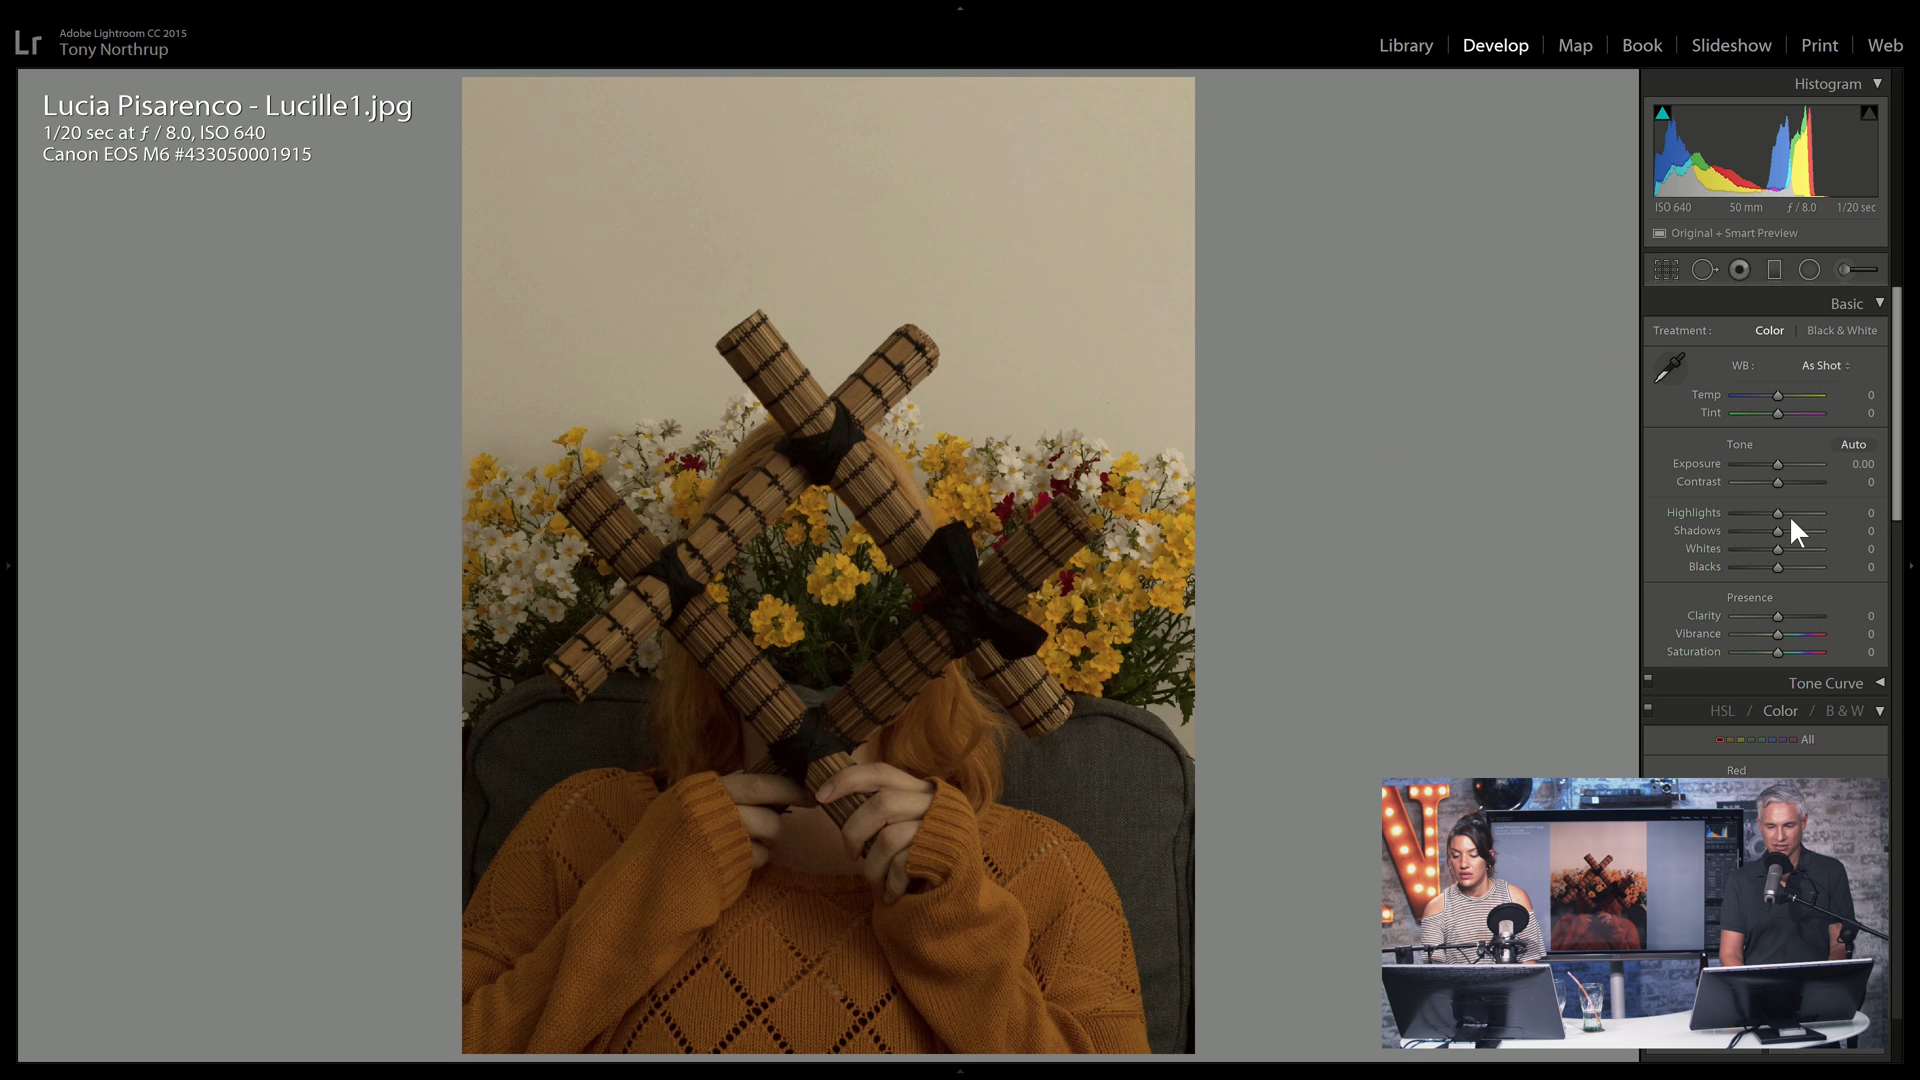 Lr
Adobe Lightroom CC 2015
Tony Northrup
Library | Develop | Map | Book | Slideshow | Print | Web
Lucia Pisarenco - Lucille1.jpg
1/20 sec at ƒ / 8.0, ISO 640
Canon EOS M6 #433050001915
Histogram
ISO 640 50 mm ƒ / 8.0 1/20 sec
Original + Smart Preview
Basic
Treatment : Color | Black & White
WB : As Shot
Temp 0
Tint 0
Tone Auto
Exposure 0.00
Contrast 0
Highlights 0
Shadows 0
Whites 0
Blacks 0
Presence
Clarity 0
Vibrance 0
Saturation 0
Tone Curve
HSL / Color / B & W
All
Red